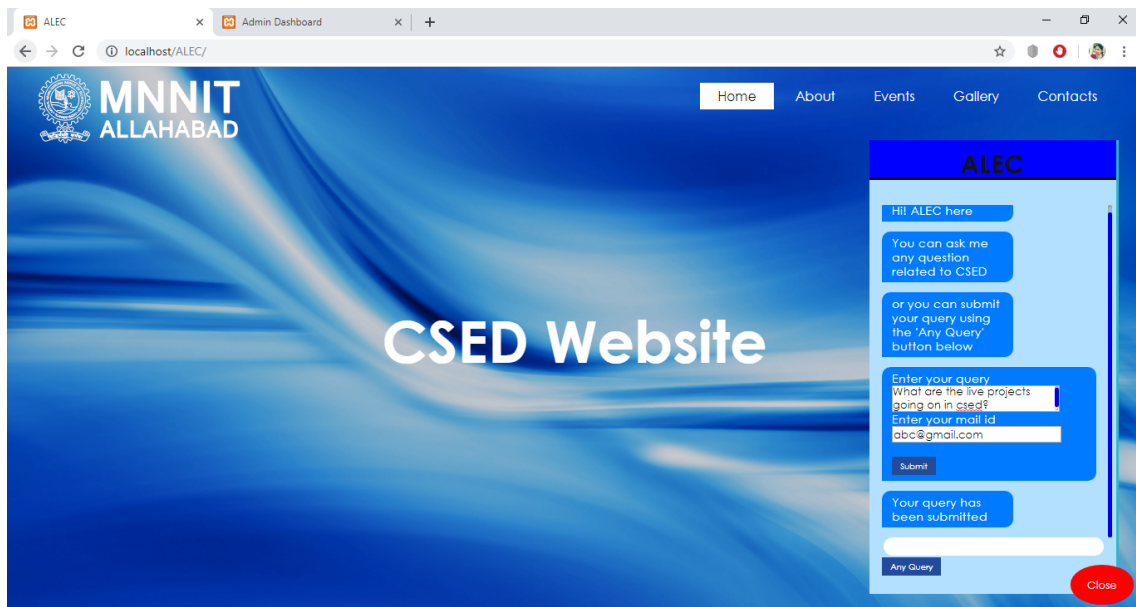 ALEC
Admin Dashboard
localhost/ALEC/
MNNIT
ALLAHABAD
Home About Events Gallery Contacts
CSED Website
ALEC
Hi! ALEC here
You can ask me
any question
related to CSED
or you can submit
your query using
the 'Any Query'
button below
Enter your query
What are the live projects
going on in csed?
Enter your mail id
abc@gmail.com
Submit
Your query has
been submitted
Any Query
Close